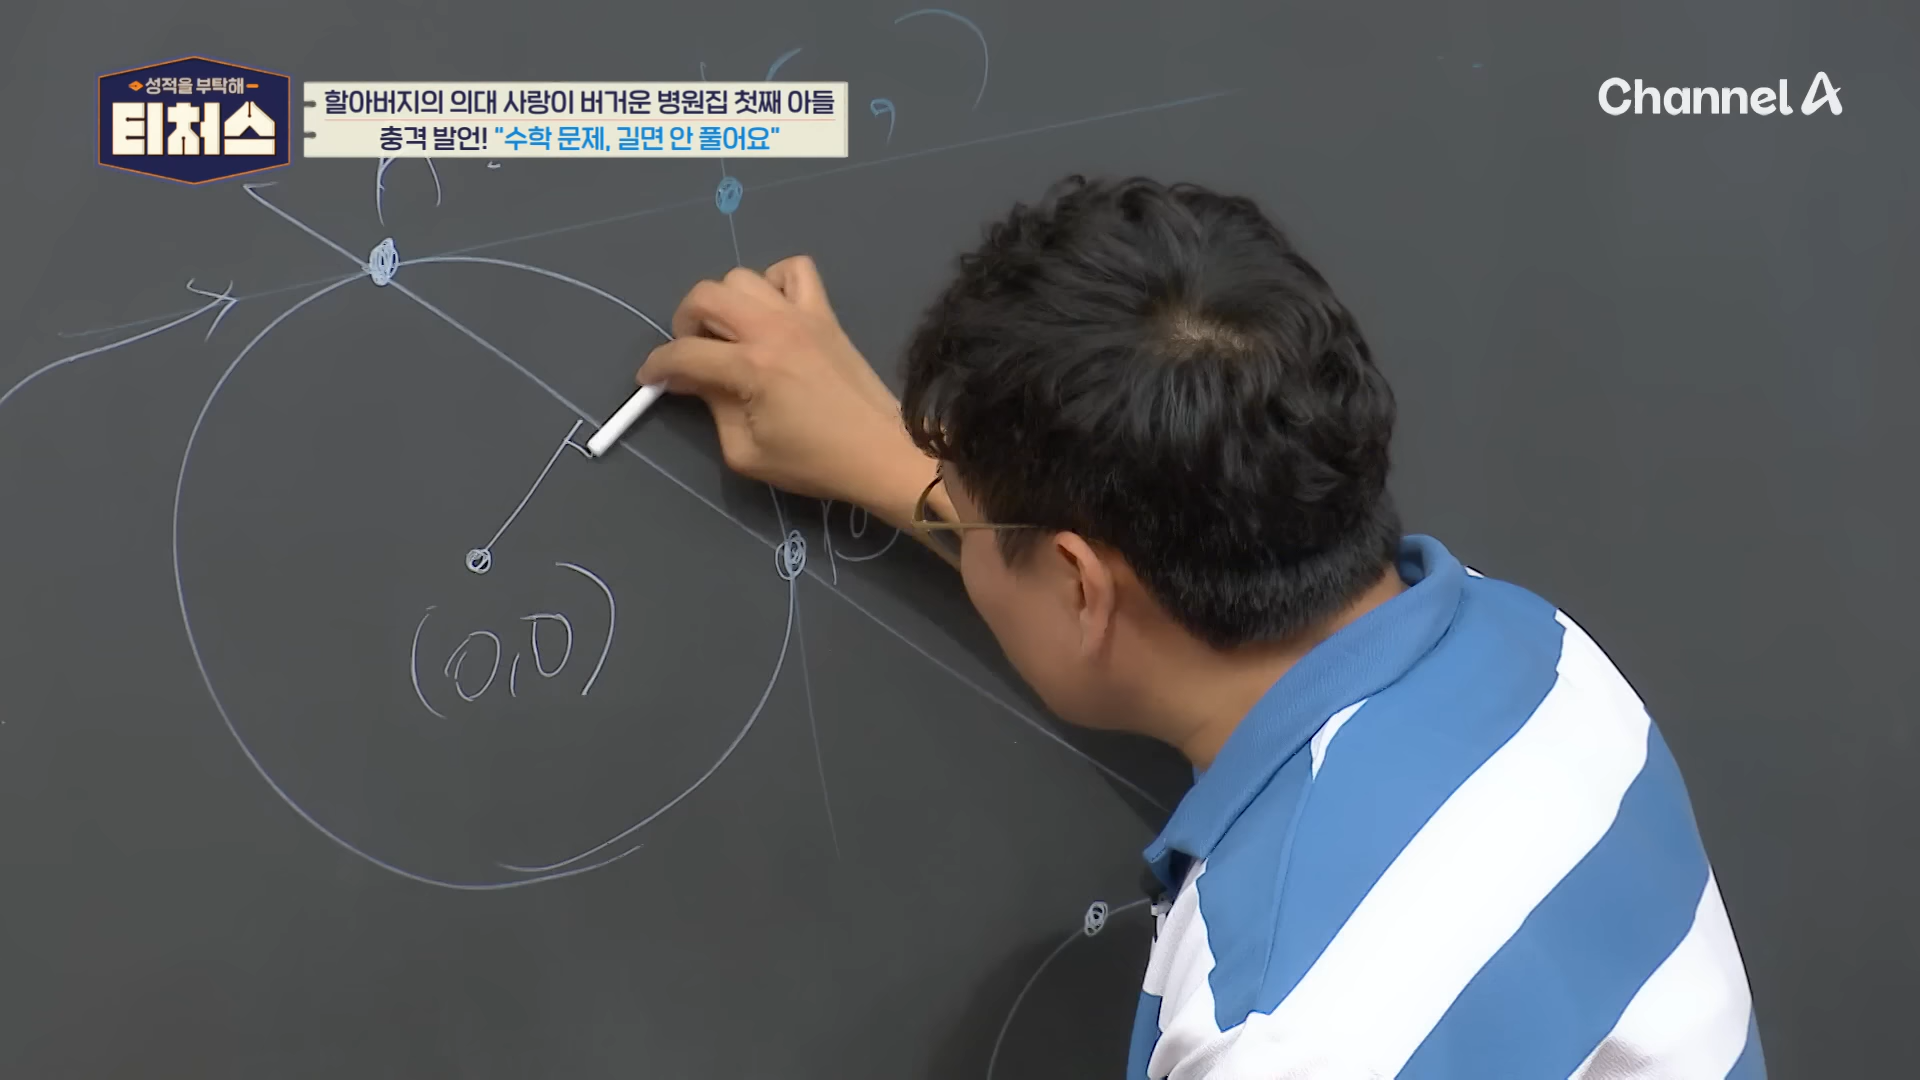 성적을 부탁해
티처스
할아버지의 의대 사랑이 버거운 병원집 첫째 아들
충격 발언! "수학 문제, 길면 안 풀어요"
Channel A
(0,0)